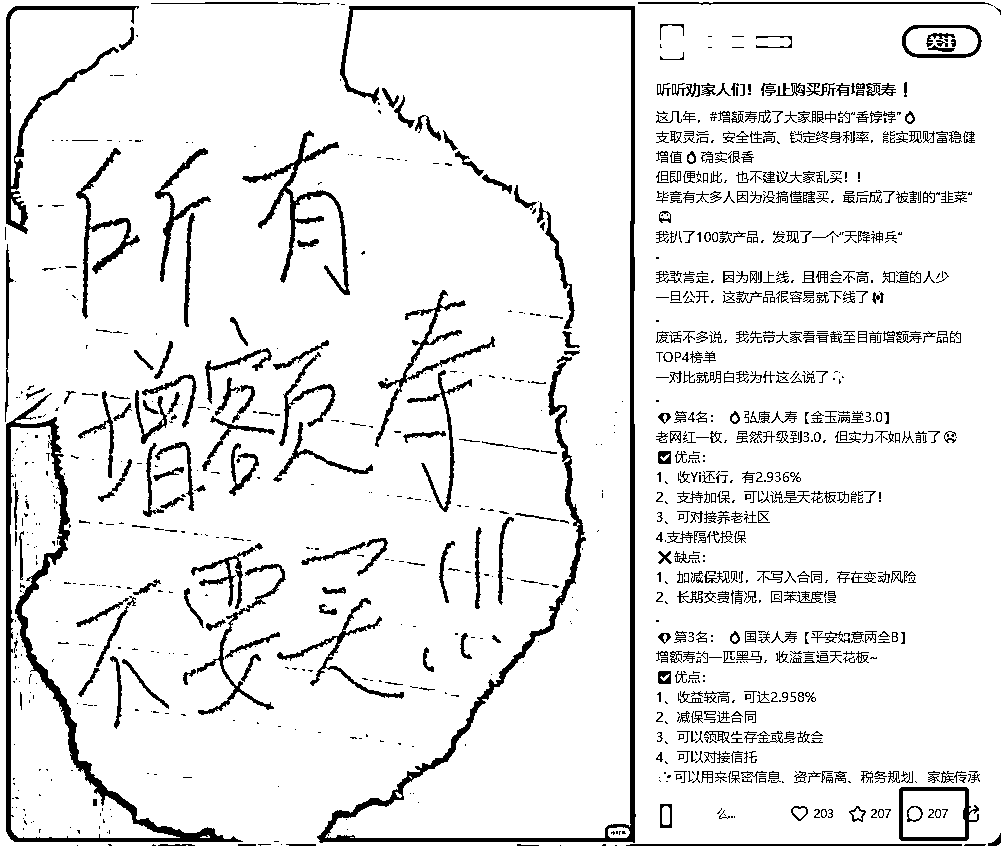 所有
增额寿
不要买!!!
关注
听听劝家人们！停止购买所有增额寿！
这几年，#增额寿成了大家眼中的“香饽饽”
支取灵活，安全性高、锁定终身利率，能实现财富稳健
增值 确实很香
但即便如此，也不建议大家乱买！！
毕竟有太多人因为没搞懂瞎买，最后成了被割的“韭菜”
我扒了100款产品，发现了一个“天降神兵”
-
我敢肯定，因为刚上线，且佣金不高，知道的人少
一旦公开，这款产品很容易就下线了
-
废话不多说，我先带大家看看截至目前增额寿产品的
TOP4榜单
一对比就明白我为什这么说了
-
第4名： 弘康人寿【金玉满堂3.0】
老网红一枚，虽然升级到3.0，但实力不如从前了
优点：
1、收Yi还行，有2.936%
2、支持加保，可以说是天花板功能了！
3、可对接养老社区
4.支持隔代投保
缺点：
1、加减保规则，不写入合同，存在变动风险
2、长期交费情况，回苯速度慢
-
第3名： 国联人寿【平安如意两全B】
增额寿的一匹黑马，收溢直逼天花板~
优点：
1、收益较高，可达2.958%
2、减保写进合同
3、可以领取生存金或身故会
4、可以对接信托
可以用来保密信息、资产隔离、税务规划、家族传承
么...
203
207
207